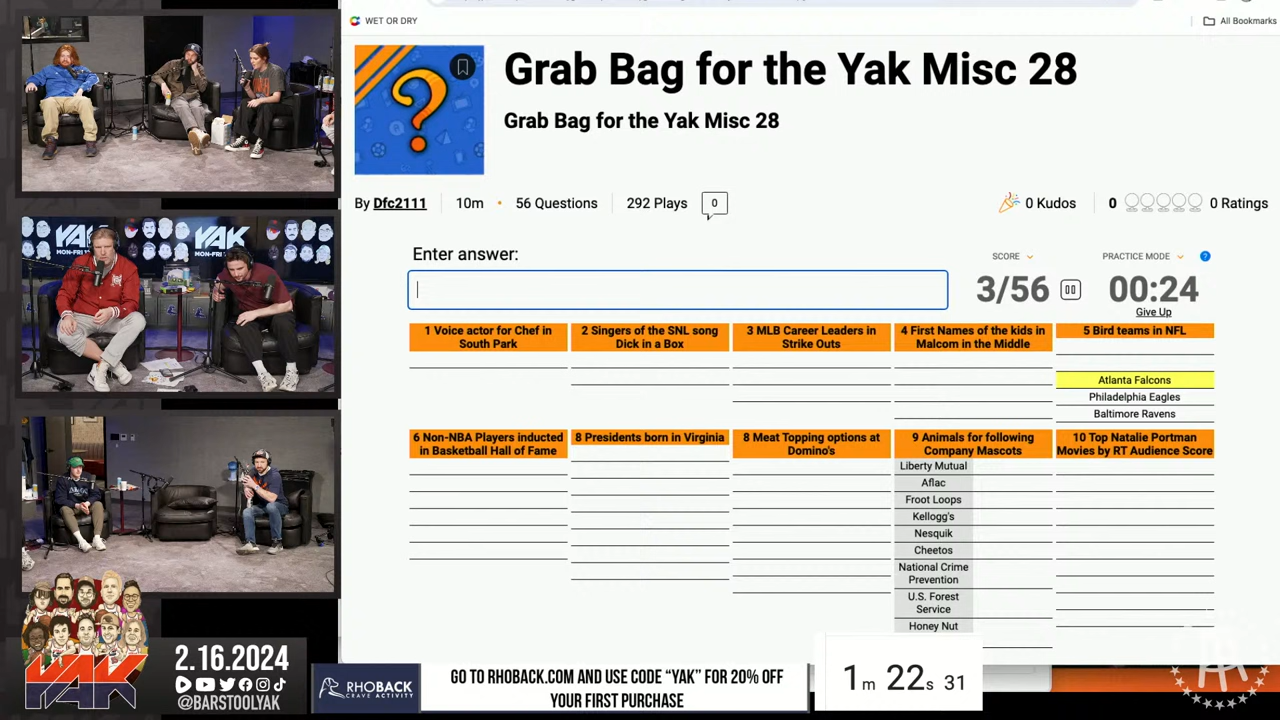 WET OR DRY
All Bookmarks
Grab Bag for the Yak Misc 28
Grab Bag for the Yak Misc 28
By Dfc2111
10m • 56 Questions
292 Plays
0
0 Kudos
0
0 Ratings
Enter answer:
SCORE
PRACTICE MODE
?
3/56
00:24
Give Up
1 Voice actor for Chef in
South Park
2 Singers of the SNL song
Dick in a Box
3 MLB Career Leaders in
Strike Outs
4 First Names of the kids in
Malcom in the Middle
5 Bird teams in NFL
Atlanta Falcons
Philadelphia Eagles
Baltimore Ravens
6 Non-NBA Players inducted
in Basketball Hall of Fame
8 Presidents born in Virginia
8 Meat Topping options at
Domino's
9 Animals for following
Company Mascots
10 Top Natalie Portman
Movies by RT Audience Score
Liberty Mutual
Aflac
Froot Loops
Kellogg's
Nesquik
Cheetos
National Crime
Prevention
U.S. Forest
Service
Honey Nut
YAK
MON-FRI
YAK
YAK
2.16.2024
@BARSTOOLYAK
RHOBACK
CRAVE ACTIVITY
GO TO RHOBACK.COM AND USE CODE “YAK” FOR 20% OFF
YOUR FIRST PURCHASE
1m 22s 31